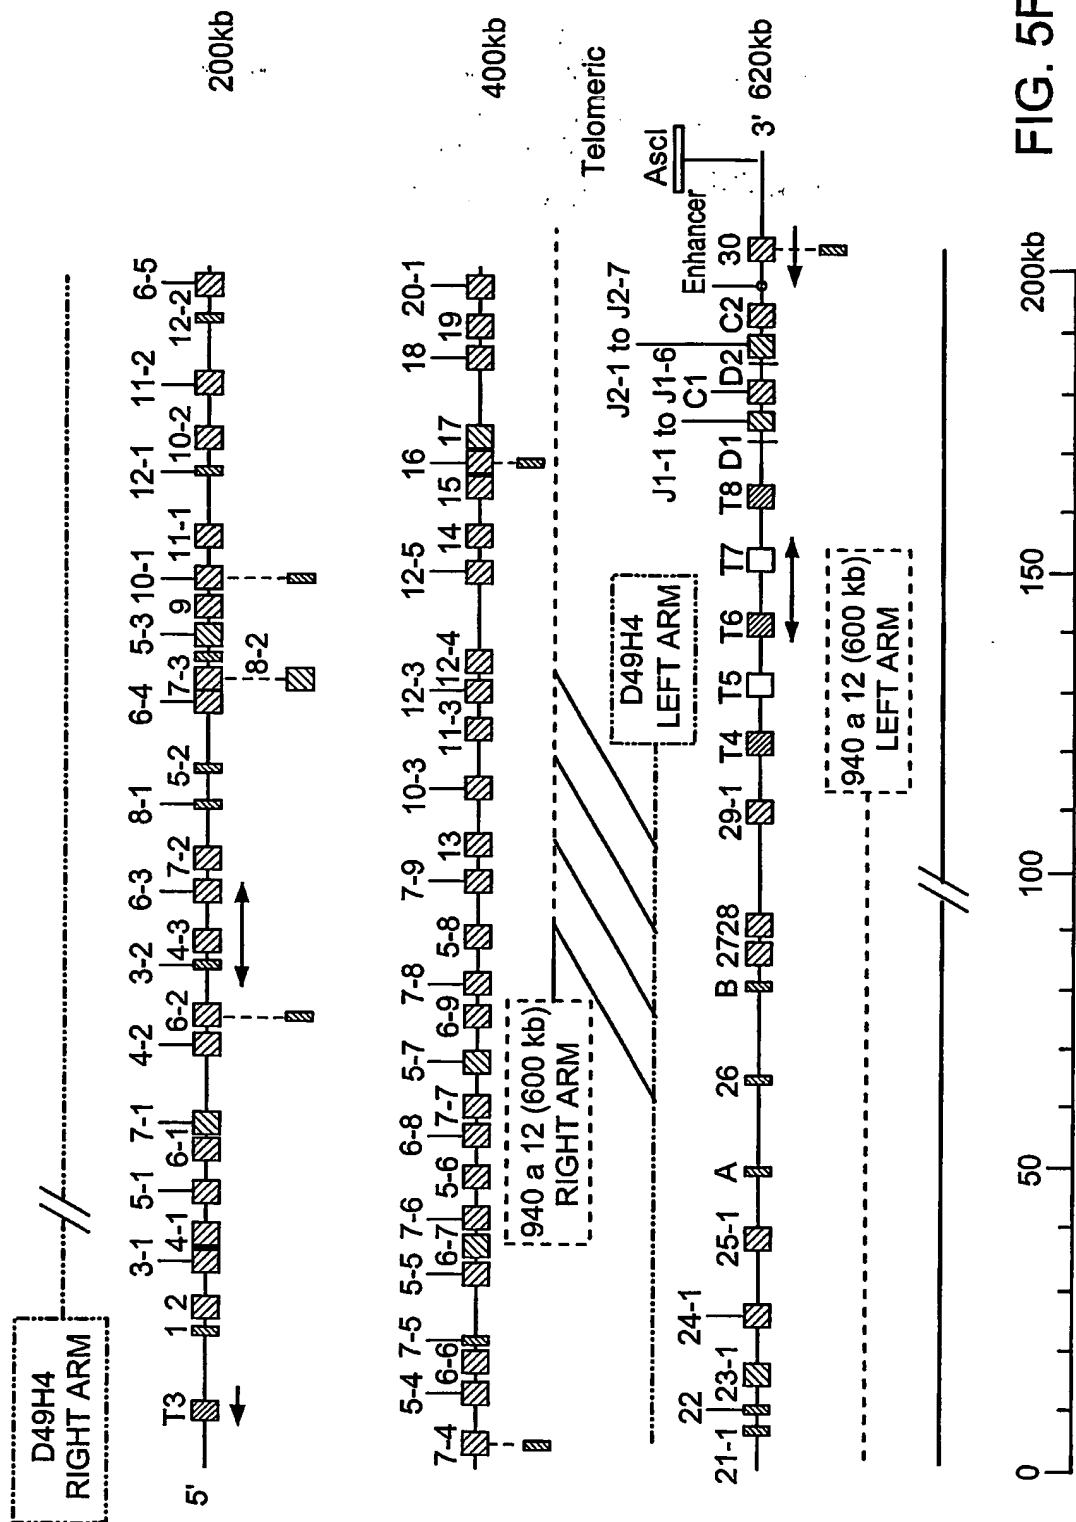 D49H4
RIGHT ARM
3-1 5-1 7-1 4-2 3-2 6-3 8-1 6-4 5-3 10-1 12-1 11-2 6-5
T3 1 2 4-1 6-1 6-2 4-3 7-2 5-2 7-3 9 11-1 10-2 12-2
5' 200kb
8-2
5-4 7-5 5-5 7-6 6-8 5-7 7-8 7-9 10-3 12-3 12-5 16 18 20-1
7-4 6-6 6-7 5-6 7-7 6-9 5-8 13 11-3 12-4 14 15 17 19
400kb
940 a 12 (600 kb)
RIGHT ARM
Telomeric
D49H4
LEFT ARM
J2-1 to J2-7
J1-1 to J1-6
AscI
22 24-1 C1 Enhancer
21-1 23-1 25-1 A 26 B 27 28 29-1 T4 T5 T6 T7 T8 D1 D2 C2 30
3' 620kb
940 a 12 (600 kb)
LEFT ARM
0 50 100 150 200kb
FIG. 5F